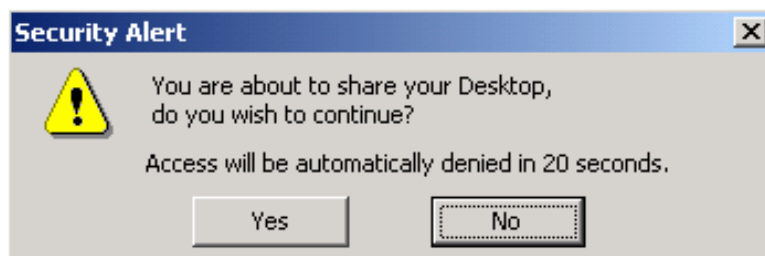 Security Alert
You are about to share your Desktop,
do you wish to continue?
Access will be automatically denied in 20 seconds.
Yes No